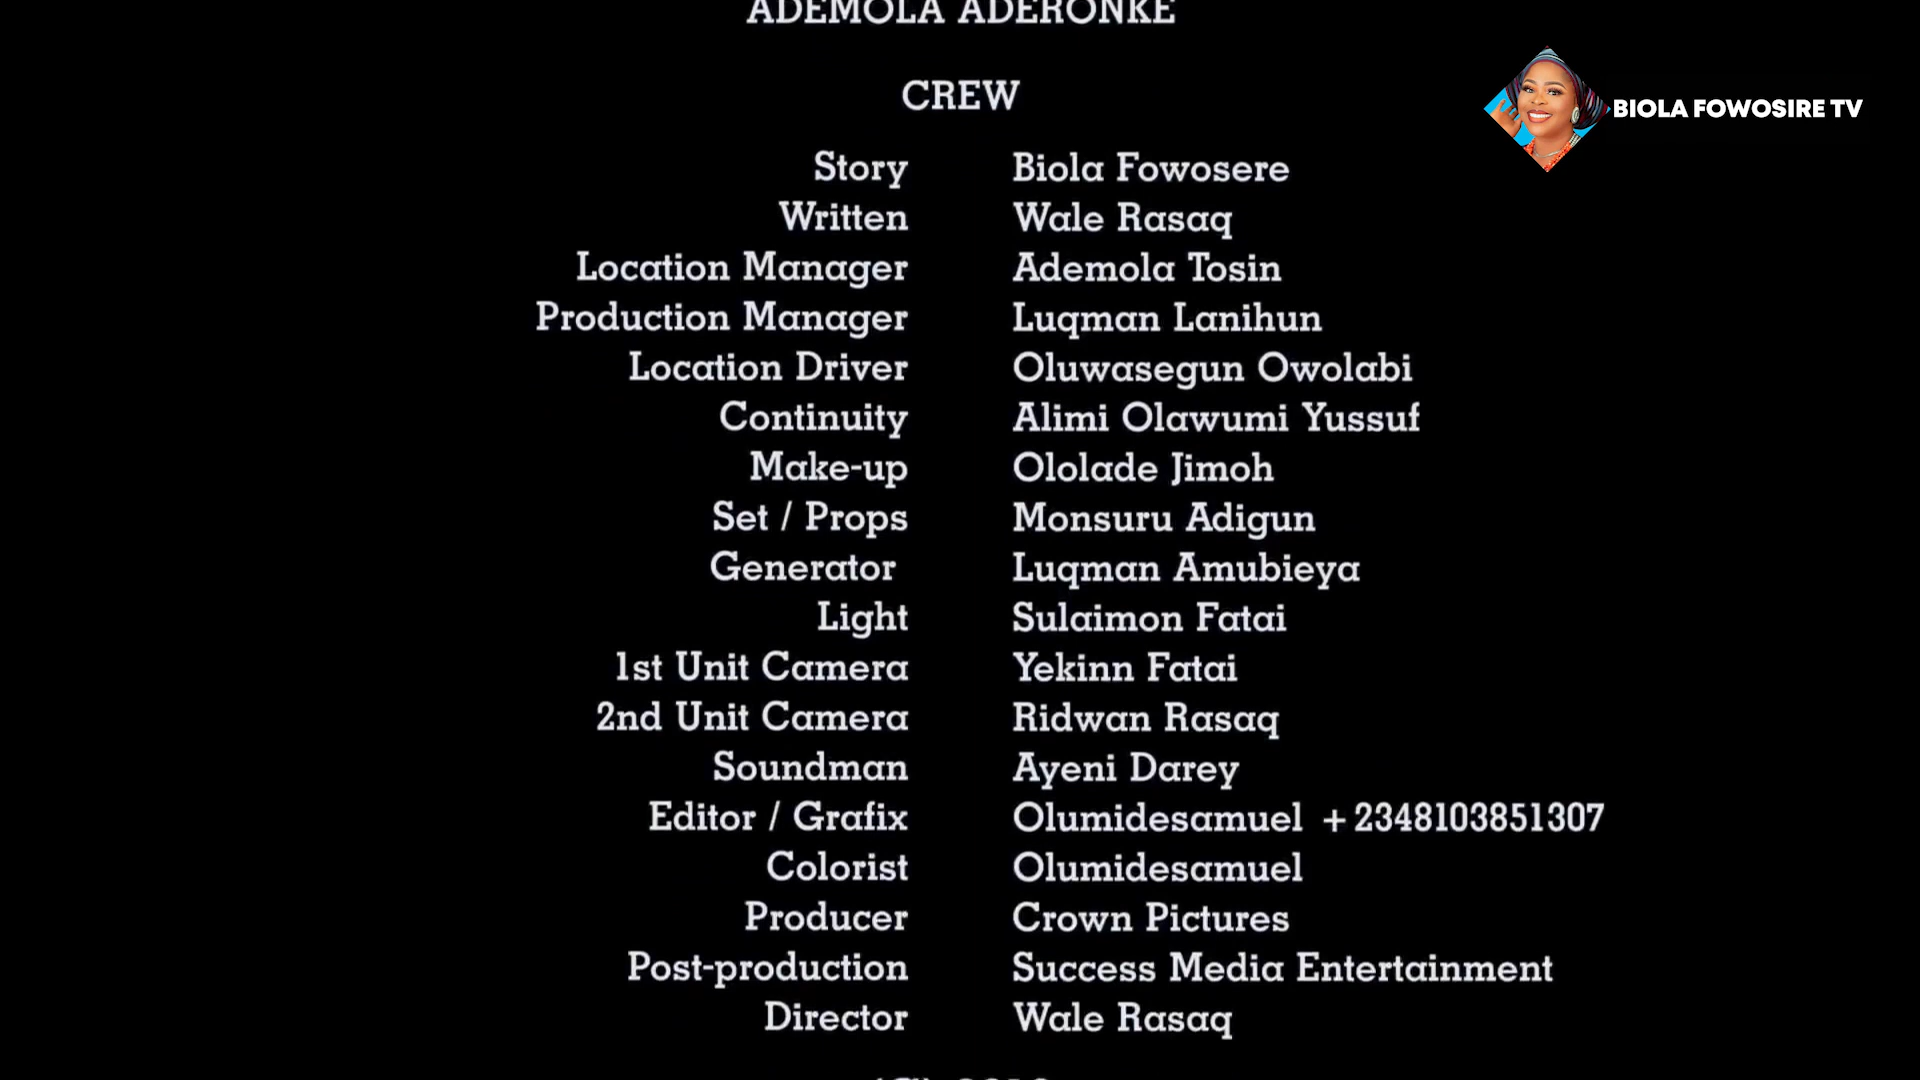 ADEMOLA ADERONKE
CREW
BIOLA FOWOSIRE TV
Story Biola Fowosere
Written Wale Rasaq
Location Manager Ademola Tosin
Production Manager Luqman Lanihun
Location Driver Oluwasegun Owolabi
Continuity Alimi Olawumi Yussuf
Make-up Ololade Jimoh
Set / Props Monsuru Adigun
Generator Luqman Amubieya
Light Sulaimon Fatai
1st Unit Camera Yekinn Fatai
2nd Unit Camera Ridwan Rasaq
Soundman Ayeni Darey
Editor / Grafix Olumidesamuel +2348103851307
Colorist Olumidesamuel
Producer Crown Pictures
Post-production Success Media Entertainment
Director Wale Rasaq